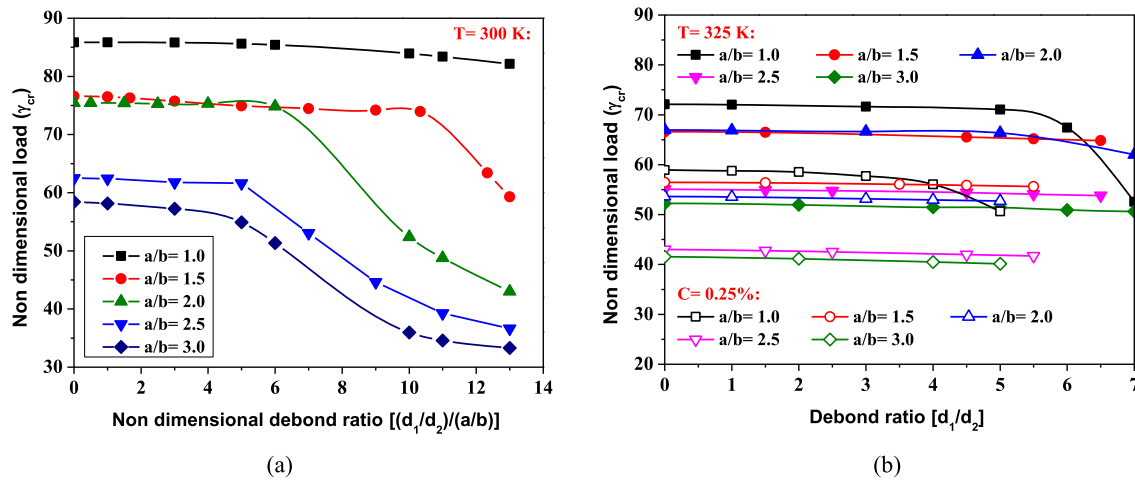 T= 300 K:
90
80
70
60
50
40
30
Non dimensional load (γcr)
a/b= 1.0
a/b= 1.5
a/b= 2.0
a/b= 2.5
a/b= 3.0
0 2 4 6 8 10 12 14
Non dimensional debond ratio [(d1/d2)/(a/b)]
(a)
T= 325 K:
a/b= 1.0 a/b= 1.5 a/b= 2.0
a/b= 2.5 a/b= 3.0
90
80
70
60
50
40
30
20
Non dimensional load (γcr)
C= 0.25%:
a/b= 1.0 a/b= 1.5 a/b= 2.0
a/b= 2.5 a/b= 3.0
0 1 2 3 4 5 6 7
Debond ratio [d1/d2]
(b)